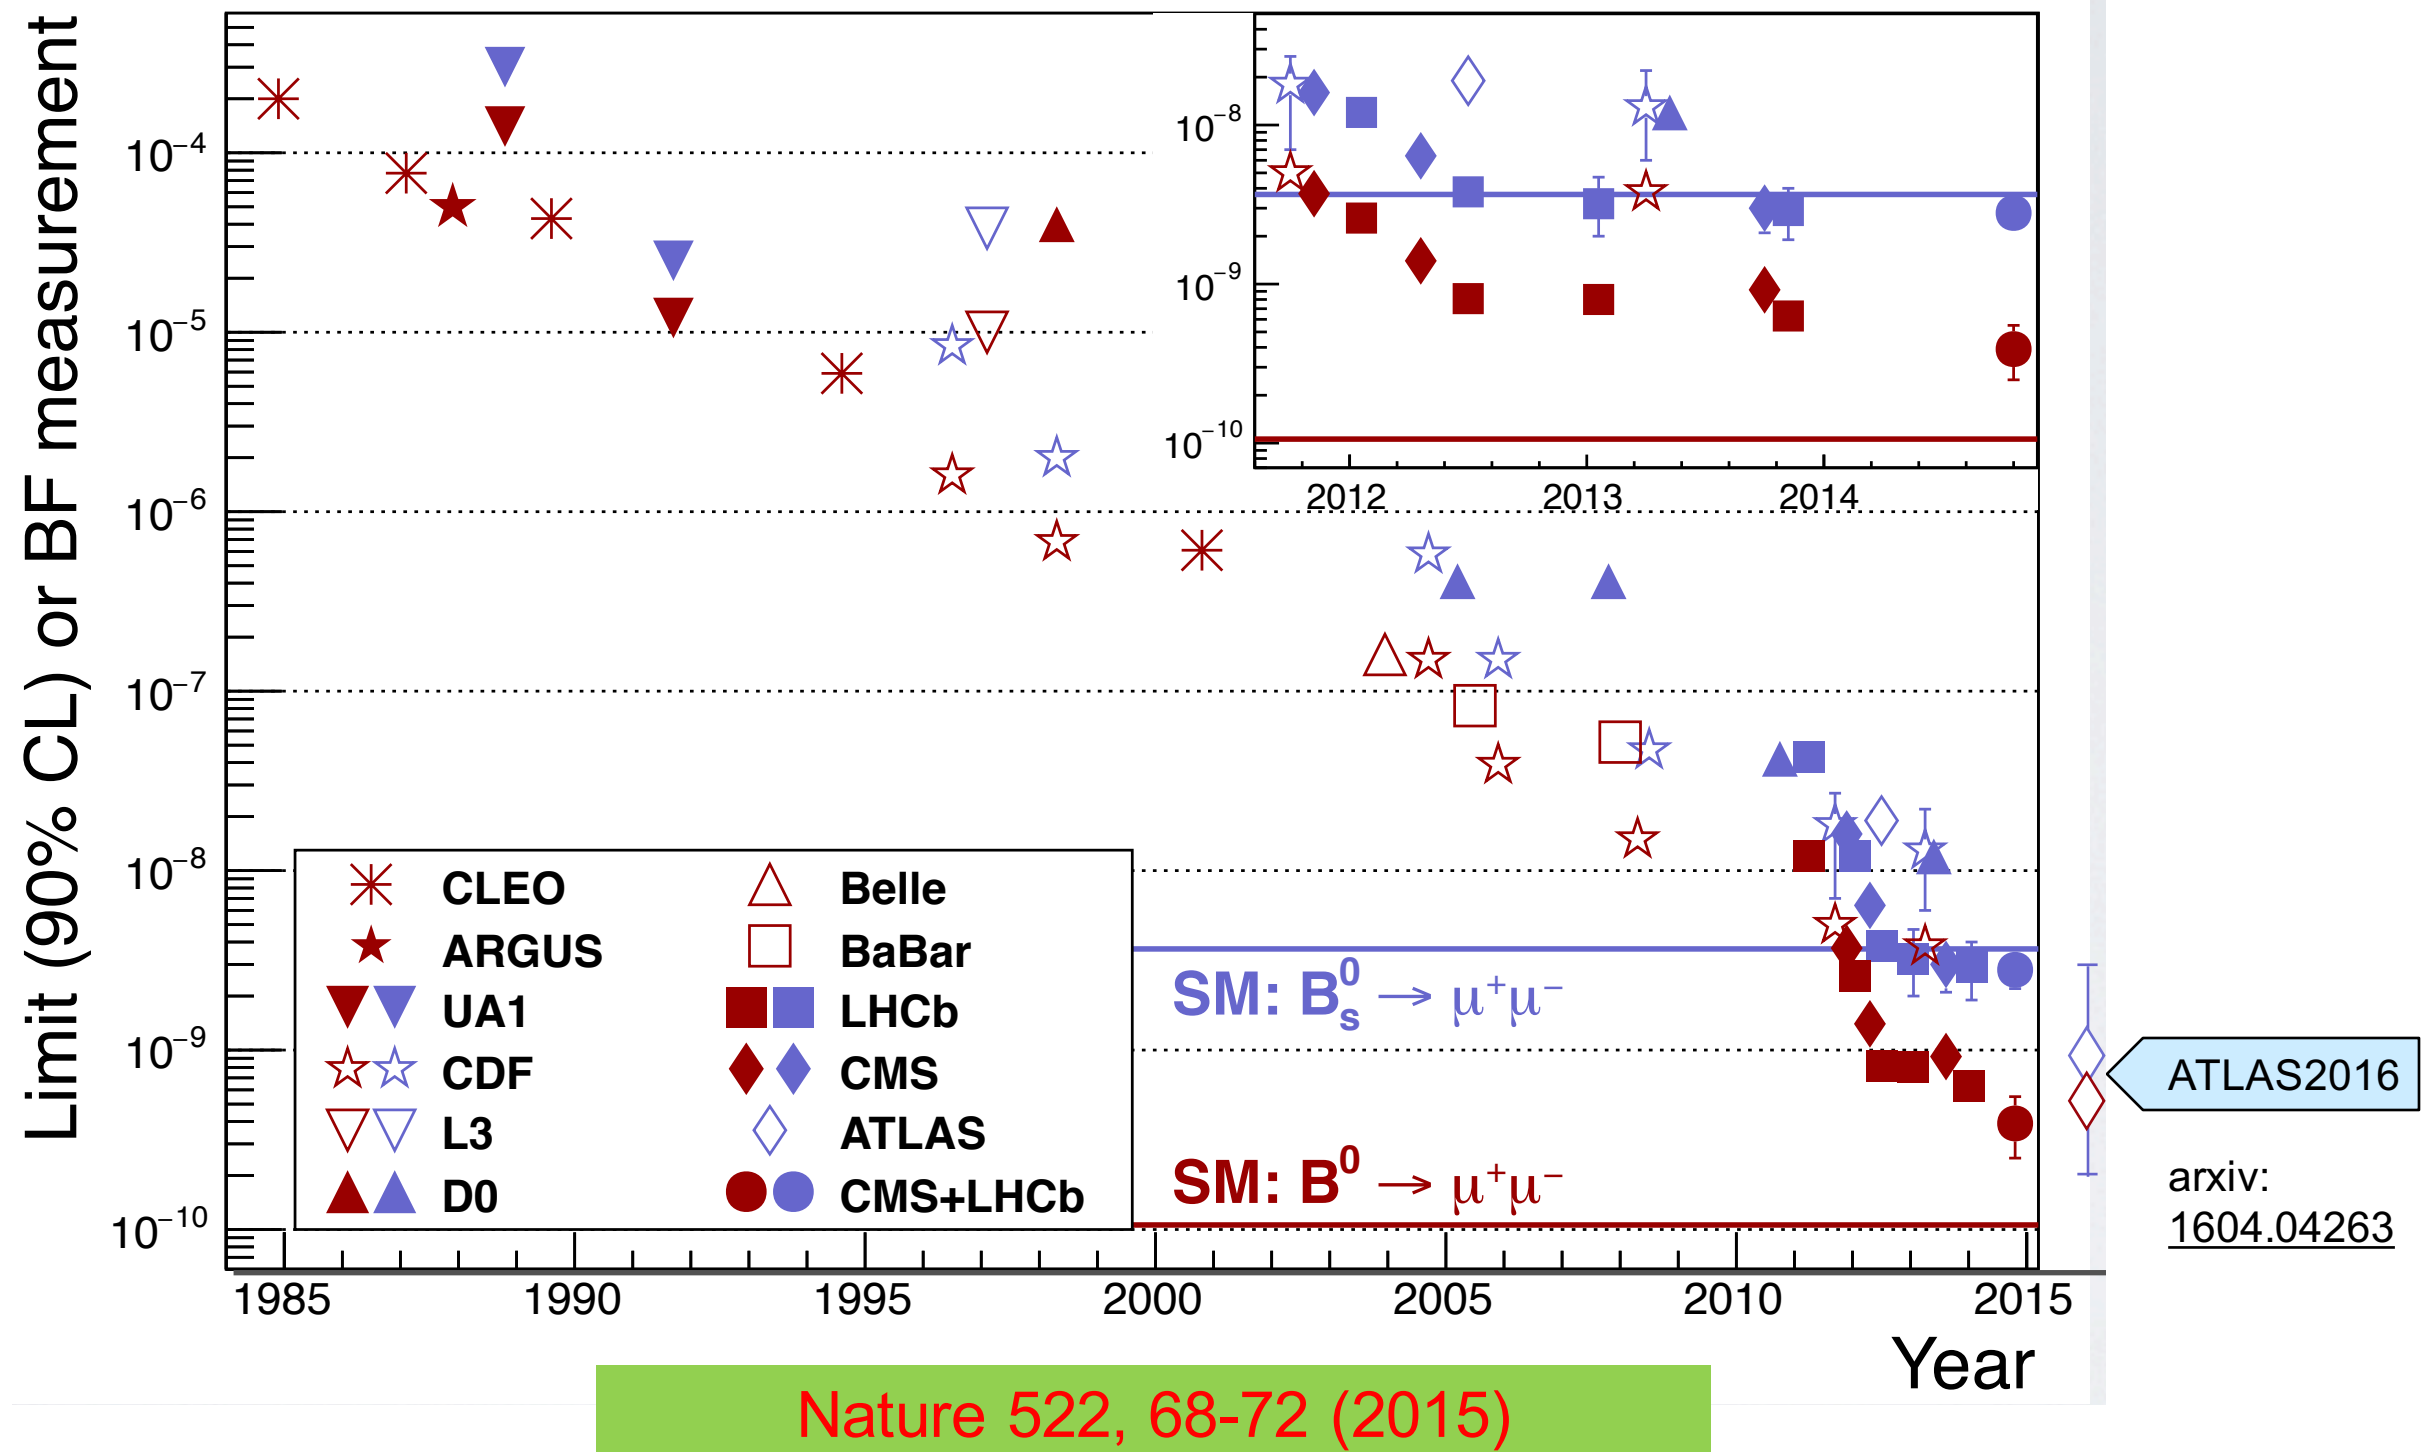 Limit (90% CL) or BF measurement
10⁻⁴
10⁻⁵
10⁻⁶
10⁻⁷
10⁻⁸
10⁻⁹
10⁻¹⁰
10⁻⁸
10⁻⁹
10⁻¹⁰
2012 2013 2014
CLEO Belle
ARGUS BaBar
UA1 LHCb
CDF CMS
L3 ATLAS
D0 CMS+LHCb
SM: B⁰ₛ → μ⁺μ⁻
SM: B⁰ → μ⁺μ⁻
ATLAS2016
arxiv:
1604.04263
1985 1990 1995 2000 2005 2010 2015
Year
Nature 522, 68-72 (2015)